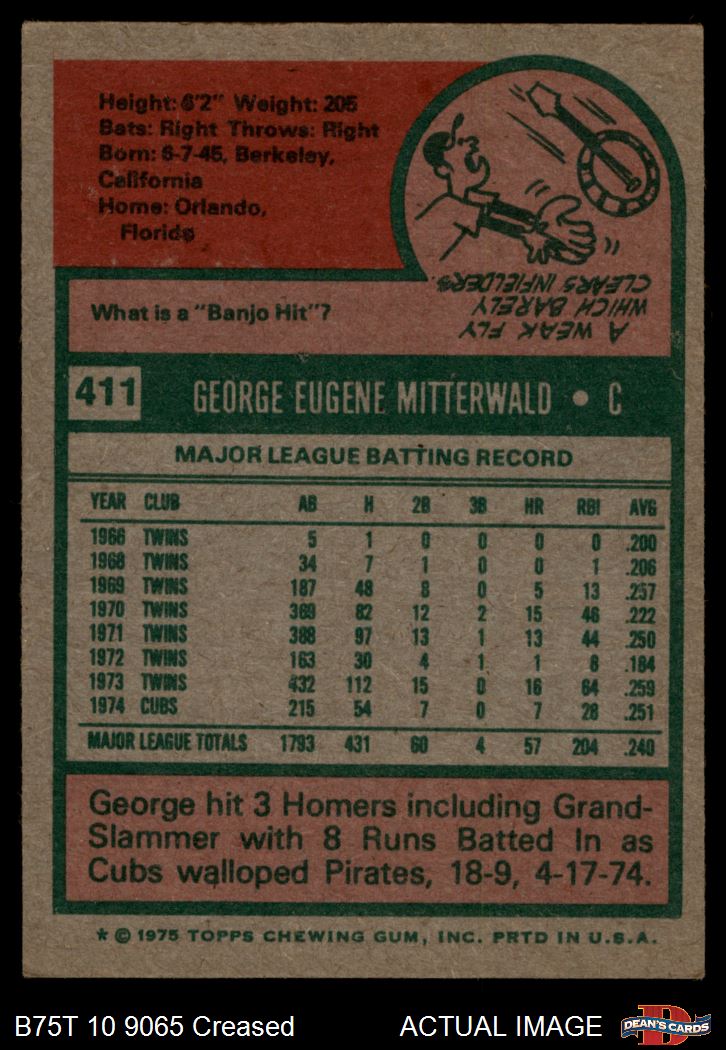 Height: 6'2" Weight: 205
Bats: Right Throws: Right
Born: 6-7-45, Berkeley,
California
Home: Orlando,
Florida
What is a "Banjo Hit"?
A WEAK FLY
WHICH BARELY
CLEARS INFIELDERS.
411 GEORGE EUGENE MITTERWALD • C
MAJOR LEAGUE BATTING RECORD
YEAR CLUB AB H 2B 3B HR RBI AVG
1966 TWINS 5 1 0 0 0 0 .200
1968 TWINS 34 7 1 0 0 1 .206
1969 TWINS 187 48 8 0 5 13 .257
1970 TWINS 369 82 12 2 15 46 .222
1971 TWINS 388 97 13 1 13 44 .250
1972 TWINS 163 30 4 1 1 8 .184
1973 TWINS 432 112 15 0 16 64 .259
1974 CUBS 215 54 7 0 7 28 .251
MAJOR LEAGUE TOTALS 1793 431 60 4 57 204 .240
George hit 3 Homers including Grand-
Slammer with 8 Runs Batted In as
Cubs walloped Pirates, 18-9, 4-17-74.
* © 1975 TOPPS CHEWING GUM, INC. PRTD IN U.S.A.
B75T 10 9065 Creased ACTUAL IMAGE
D
DEAN'S CARDS